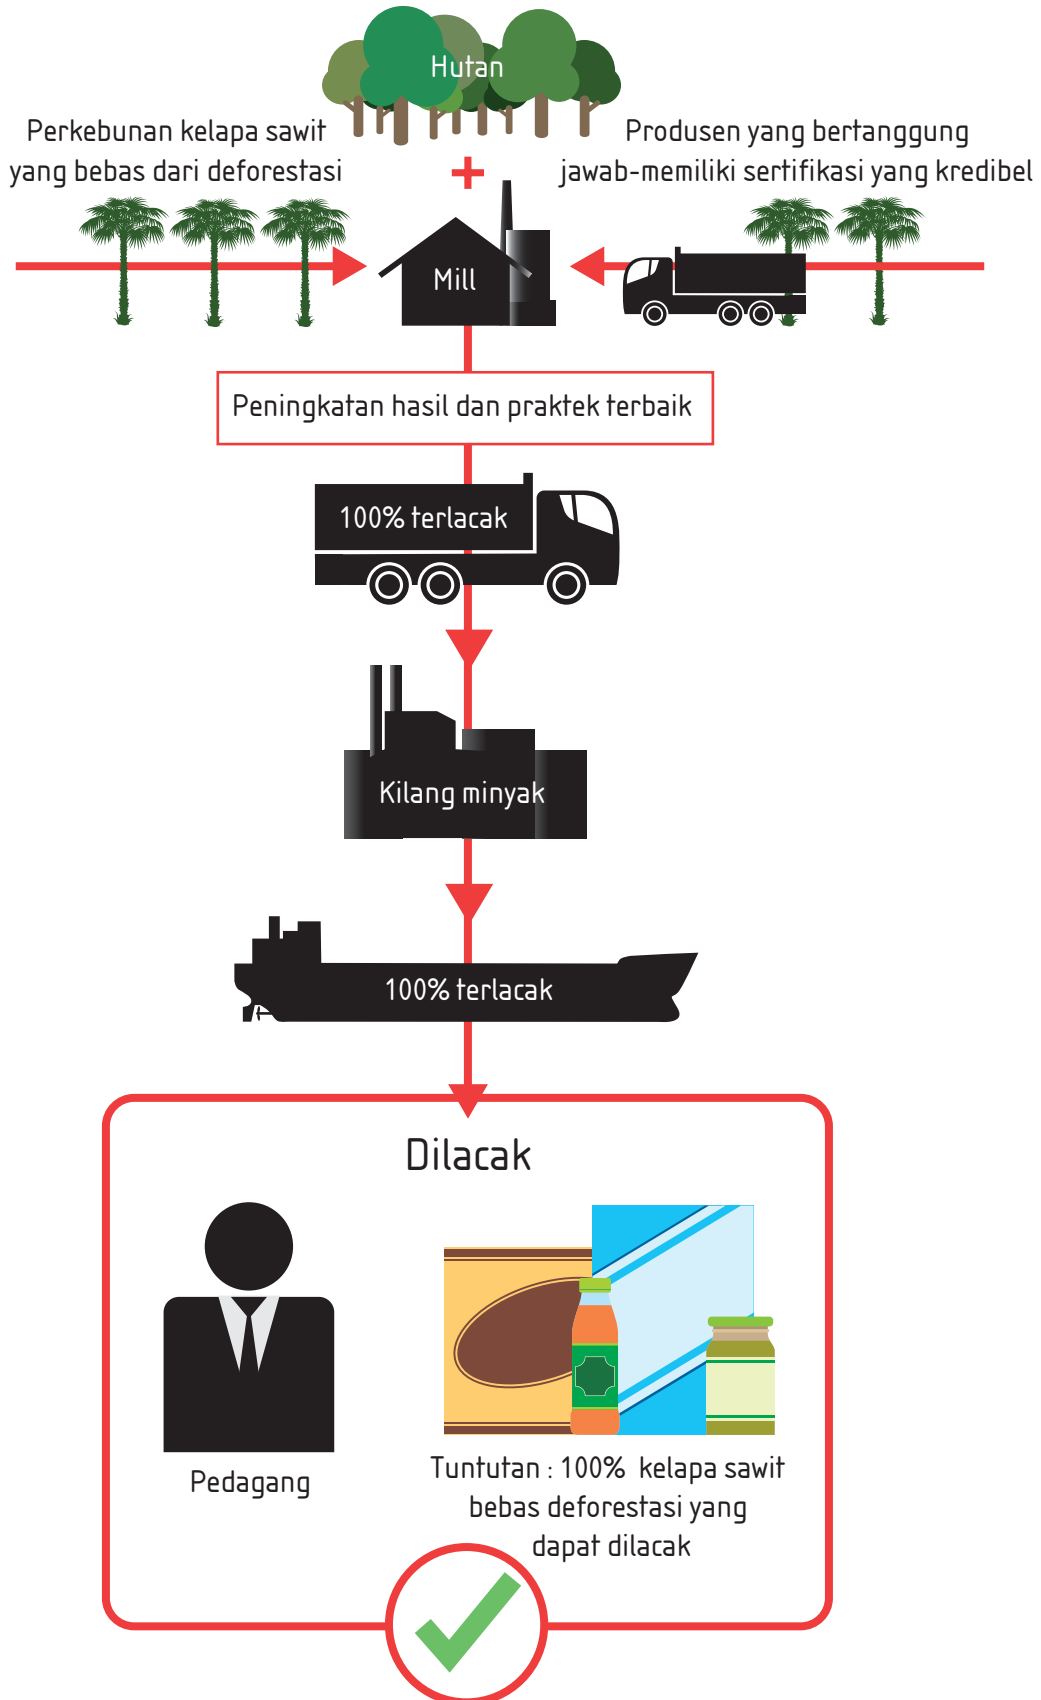 Hutan
Perkebunan kelapa sawit
yang bebas dari deforestasi
Produsen yang bertanggung
jawab-memiliki sertifikasi yang kredibel
Mill
Peningkatan hasil dan praktek terbaik
100% terlacak
Kilang minyak
100% terlacak
Dilacak
Pedagang
Tuntutan : 100% kelapa sawit
bebas deforestasi yang
dapat dilacak